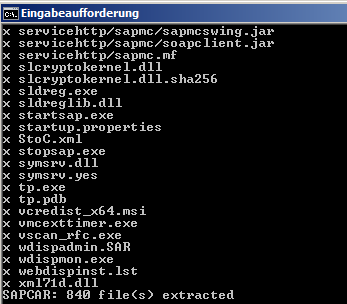 Eingabeaufforderung
x servicehttp/sapmc/sapmcswing.jar
x servicehttp/sapmc/soapclient.jar
x servicehttp/sapmc.mf
x slcryptokernel.dll
x slcryptokernel.dll.sha256
x sldreg.exe
x sldreglib.dll
x startsap.exe
x startup.properties
x StoC.xml
x stopsap.exe
x symsrv.dll
x symsrv.yes
x tp.exe
x tp.pdb
x vcredist_x64.msi
x vmcexttimer.exe
x vscan_rfc.exe
x wdispadmin.SAR
x wdispmon.exe
x webdispinst.lst
x xml71d.dll
SAPCAR: 840 file(s) extracted